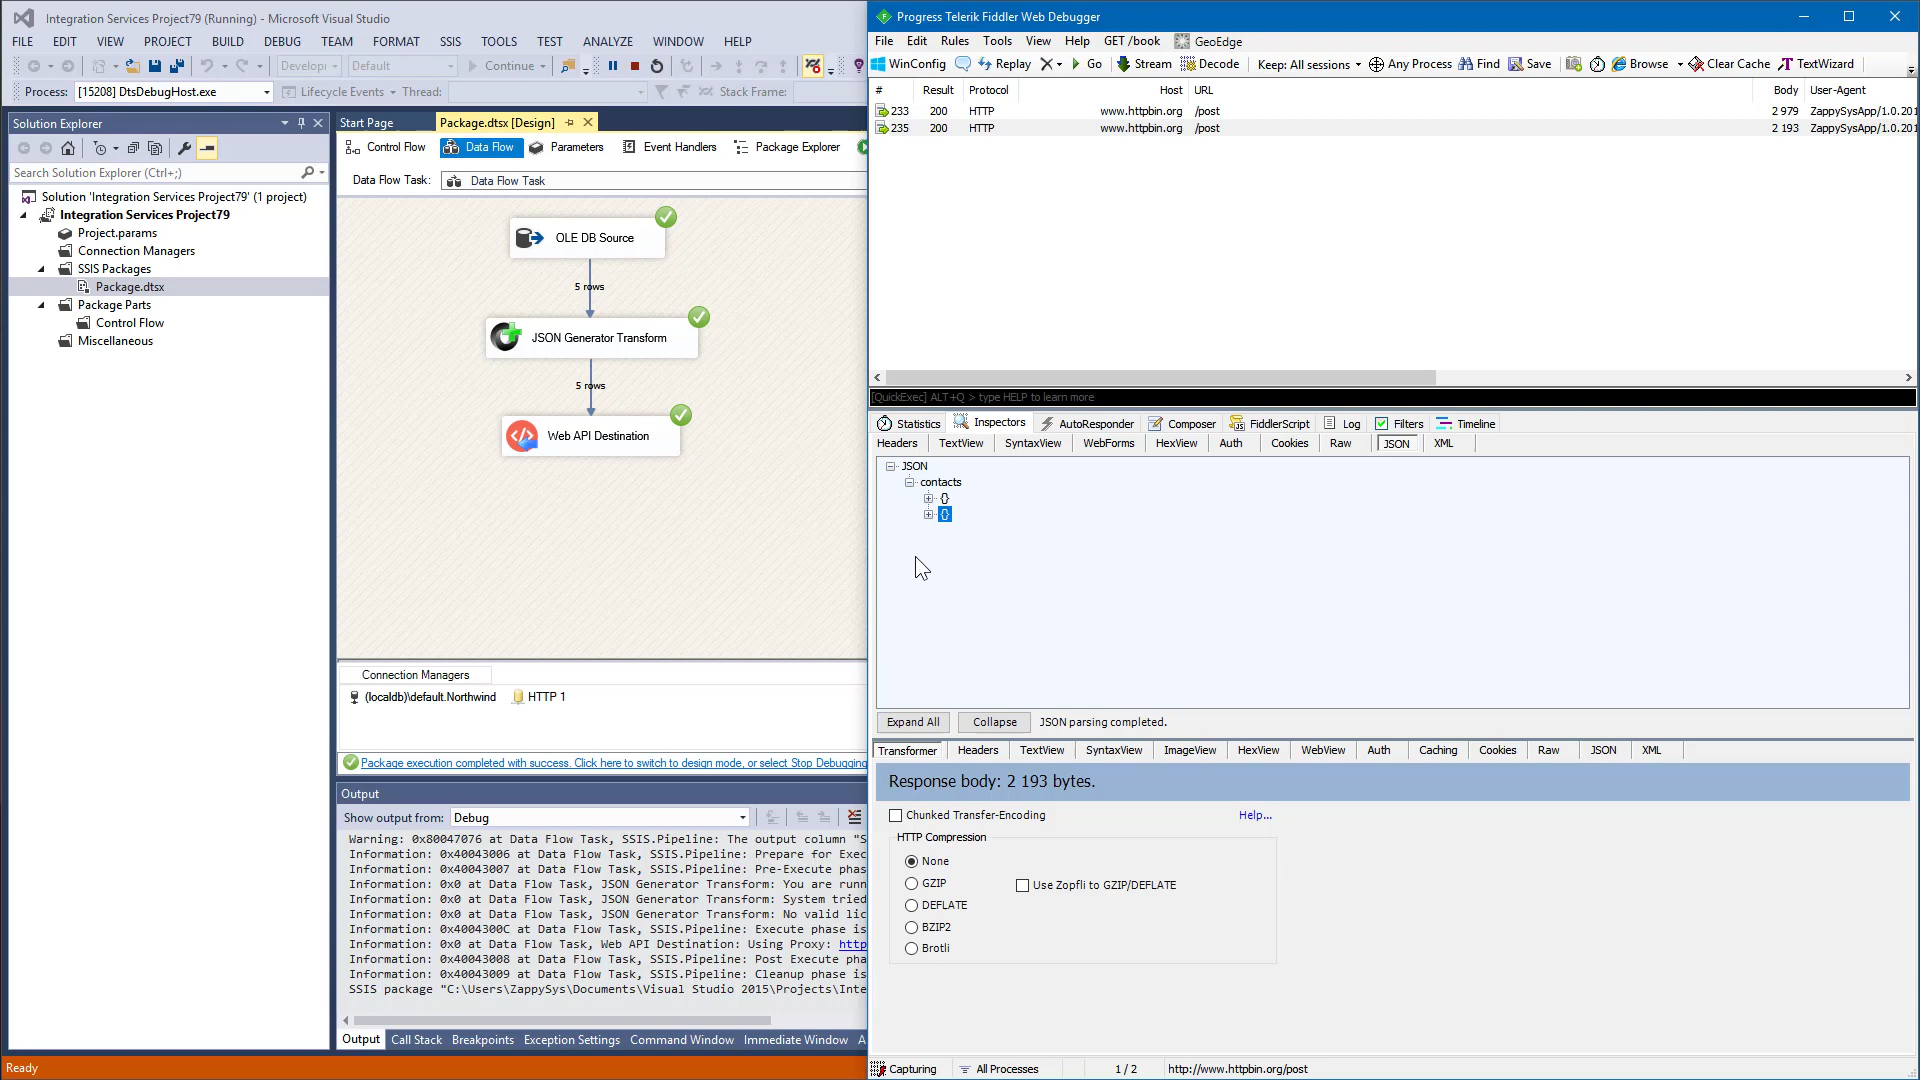 Integration Services Project79 (Running) - Microsoft Visual Studio
FILE EDIT VIEW PROJECT BUILD DEBUG TEAM FORMAT SSIS TOOLS TEST ANALYZE WINDOW HELP
Develop Default Continue
Process: [15208] DtsDebugHost.exe Lifecycle Events Thread: Stack Frame:
Solution Explorer
Search Solution Explorer (Ctrl+;)
Solution 'Integration Services Project79' (1 project)
Integration Services Project79
Project.params
Connection Managers
SSIS Packages
Package.dtsx
Package Parts
Control Flow
Miscellaneous
Start Page Package.dtsx [Design]
Control Flow Data Flow Parameters Event Handlers Package Explorer
Data Flow Task: Data Flow Task
OLE DB Source
5 rows
JSON Generator Transform
5 rows
Web API Destination
Connection Managers
(localdb)\default.Northwind HTTP 1
Package execution completed with success. Click here to switch to design mode, or select Stop Debugging
Output
Show output from: Debug
Warning: 0x80047076 at Data Flow Task, SSIS.Pipeline: The output column "S
Information: 0x40043006 at Data Flow Task, SSIS.Pipeline: Prepare for Exec
Information: 0x40043007 at Data Flow Task, SSIS.Pipeline: Pre-Execute phas
Information: 0x0 at Data Flow Task, JSON Generator Transform: You are runn
Information: 0x0 at Data Flow Task, JSON Generator Transform: System tried
Information: 0x0 at Data Flow Task, JSON Generator Transform: No valid lic
Information: 0x4004300C at Data Flow Task, SSIS.Pipeline: Execute phase is
Information: 0x0 at Data Flow Task, Web API Destination: Using Proxy: http
Information: 0x40043008 at Data Flow Task, SSIS.Pipeline: Post Execute pha
Information: 0x40043009 at Data Flow Task, SSIS.Pipeline: Cleanup phase is
SSIS package "C:\Users\ZappySys\Documents\Visual Studio 2015\Projects\Inte
Output Call Stack Breakpoints Exception Settings Command Window Immediate Window A
Ready
Progress Telerik Fiddler Web Debugger
File Edit Rules Tools View Help GET /book GeoEdge
WinConfig Replay Go Stream Decode Keep: All sessions Any Process Find Save Browse Clear Cache TextWizard
# Result Protocol Host URL Body User-Agent
233 200 HTTP www.httpbin.org /post 2 979 ZappySysApp/1.0.201
235 200 HTTP www.httpbin.org /post 2 193 ZappySysApp/1.0.201
[QuickExec] ALT+Q > type HELP to learn more
Statistics Inspectors AutoResponder Composer FiddlerScript Log Filters Timeline
Headers TextView SyntaxView WebForms HexView Auth Cookies Raw JSON XML
JSON
contacts
{}
{}
Expand All Collapse JSON parsing completed.
Transformer Headers TextView SyntaxView ImageView HexView WebView Auth Caching Cookies Raw JSON XML
Response body: 2 193 bytes.
Chunked Transfer-Encoding Help...
HTTP Compression
None
GZIP Use Zopfli to GZIP/DEFLATE
DEFLATE
BZIP2
Brotli
Capturing All Processes 1 / 2 http://www.httpbin.org/post